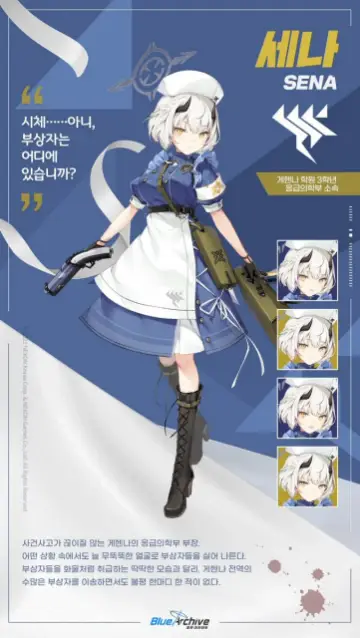 세나
SENA
“
시체……아니,
부상자는
어디에
있습니까?
”
게헨나 학원 3학년
응급의학부 소속
사건사고가 끊이질 않는 게헨나의 응급의학부 부장.
어떤 상황 속에서도 늘 무뚝뚝한 얼굴로 부상자들을 실어 나른다.
부상자들을 화물처럼 취급하는 딱딱한 모습과 달리, 게헨나 전역의
수많은 부상자를 이송하면서도 불평 한마디 한 적이 없다.
Blue Archive